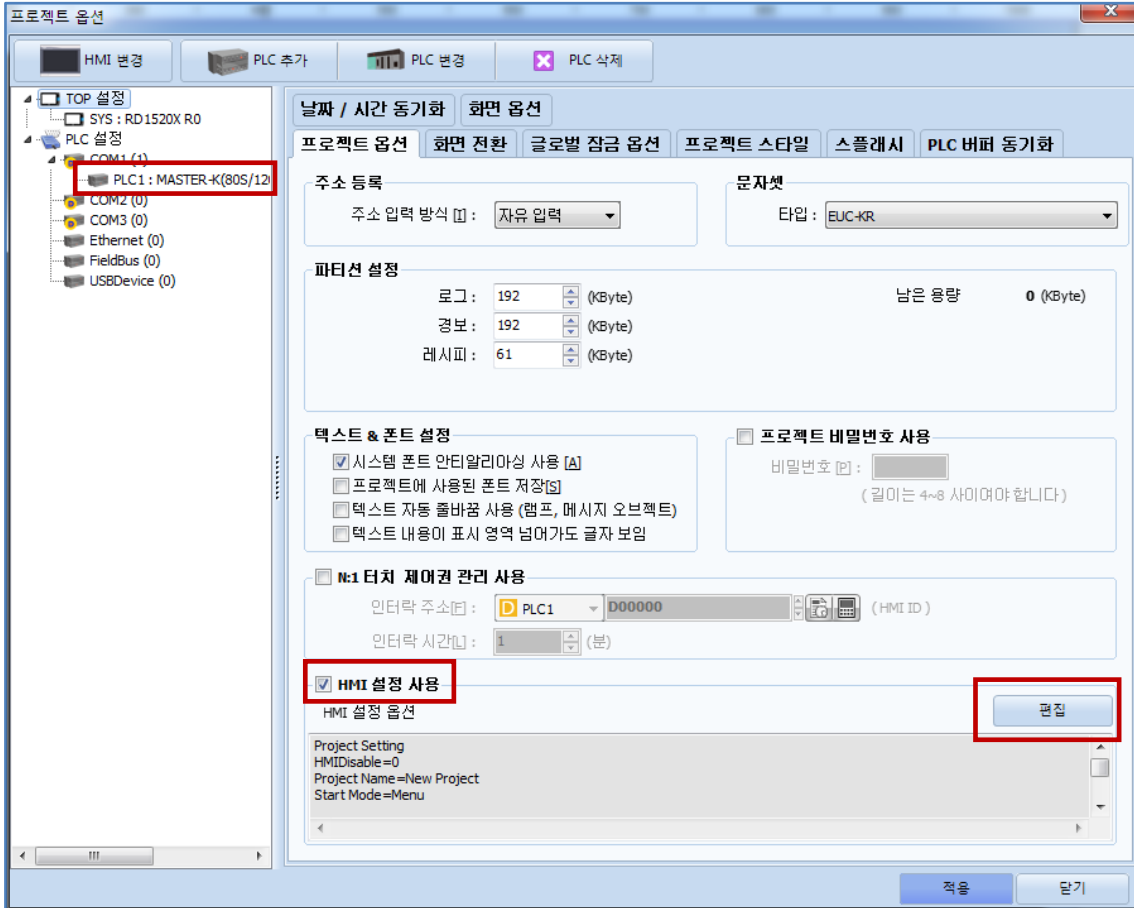 프로젝트 옵션
HMI 변경
PLC 추가
PLC 변경
PLC 삭제
TOP 설정
SYS : RD1520X R0
PLC 설정
COM1 (1)
PLC1 : MASTER-K(80S/12
COM2 (0)
COM3 (0)
Ethernet (0)
FieldBus (0)
USBDevice (0)
날짜 / 시간 동기화 화면 옵션
프로젝트 옵션 화면 전환 글로벌 잠금 옵션 프로젝트 스타일 스플래시 PLC 버퍼 동기화
주소 등록
주소 입력 방식 [I] : 자유 입력
문자셋
타입 : EUC-KR
파티션 설정
로그 : 192 (KByte)
남은 용량 0 (KByte)
경보 : 192 (KByte)
레시피 : 61 (KByte)
텍스트 & 폰트 설정
시스템 폰트 안티알리아싱 사용 [A]
프로젝트에 사용된 폰트 저장[S]
텍스트 자동 줄바꿈 사용 (램프, 메시지 오브젝트)
텍스트 내용이 표시 영역 넘어가도 글자 보임
프로젝트 비밀번호 사용
비밀번호 [P] :
( 길이는 4~8 사이여야 합니다 )
N:1 터치 제어권 관리 사용
인터락 주소[F] : D PLC1 D00000 ( HMI ID )
인터락 시간[L] : 1 (분)
HMI 설정 사용
HMI 설정 옵션
편집
Project Setting
HMIDisable=0
Project Name=New Project
Start Mode=Menu
적용
닫기